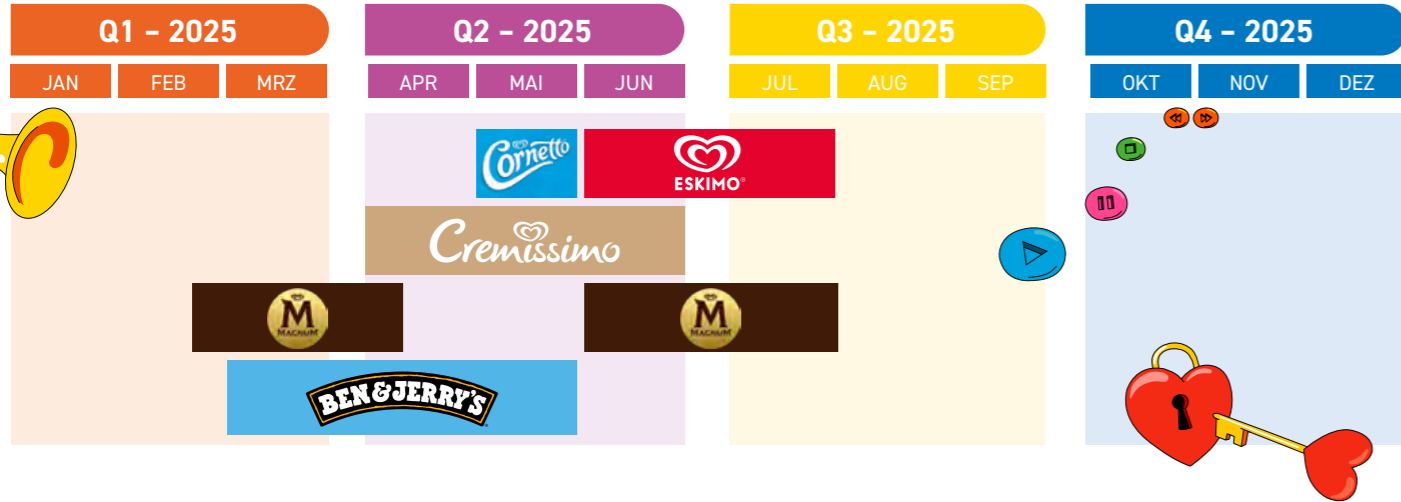 Q1 – 2025
Q2 – 2025
Q3 – 2025
Q4 – 2025
JAN FEB MRZ
APR MAI JUN
JUL AUG SEP
OKT NOV DEZ
Cornetto
ESKIMO®
Cremissimo
M
MAGNUM
M
MAGNUM
BEN & JERRY'S